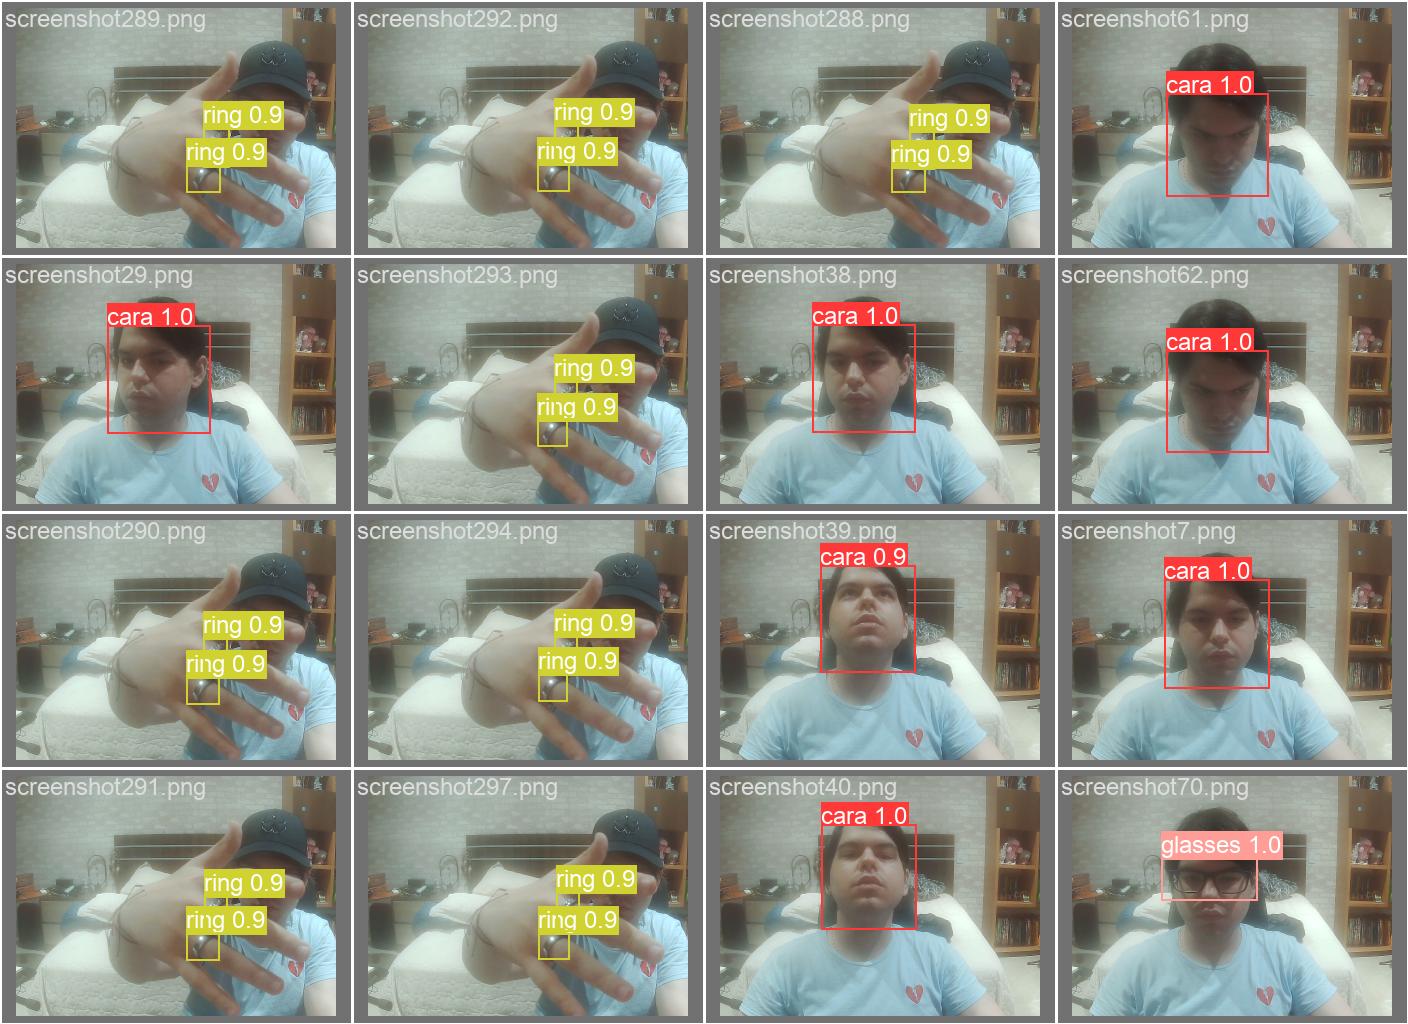 screenshot289.png
ring 0.9
ring 0.9
screenshot292.png
ring 0.9
ring 0.9
screenshot288.png
ring 0.9
ring 0.9
screenshot61.png
cara 1.0
screenshot29.png
cara 1.0
screenshot293.png
ring 0.9
ring 0.9
screenshot38.png
cara 1.0
screenshot62.png
cara 1.0
screenshot290.png
ring 0.9
ring 0.9
screenshot294.png
ring 0.9
ring 0.9
screenshot39.png
cara 0.9
screenshot7.png
cara 1.0
screenshot291.png
ring 0.9
ring 0.9
screenshot297.png
ring 0.9
ring 0.9
screenshot40.png
cara 1.0
screenshot70.png
glasses 1.0